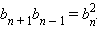 b_{n+1}b_{n-1} = b_n^2.